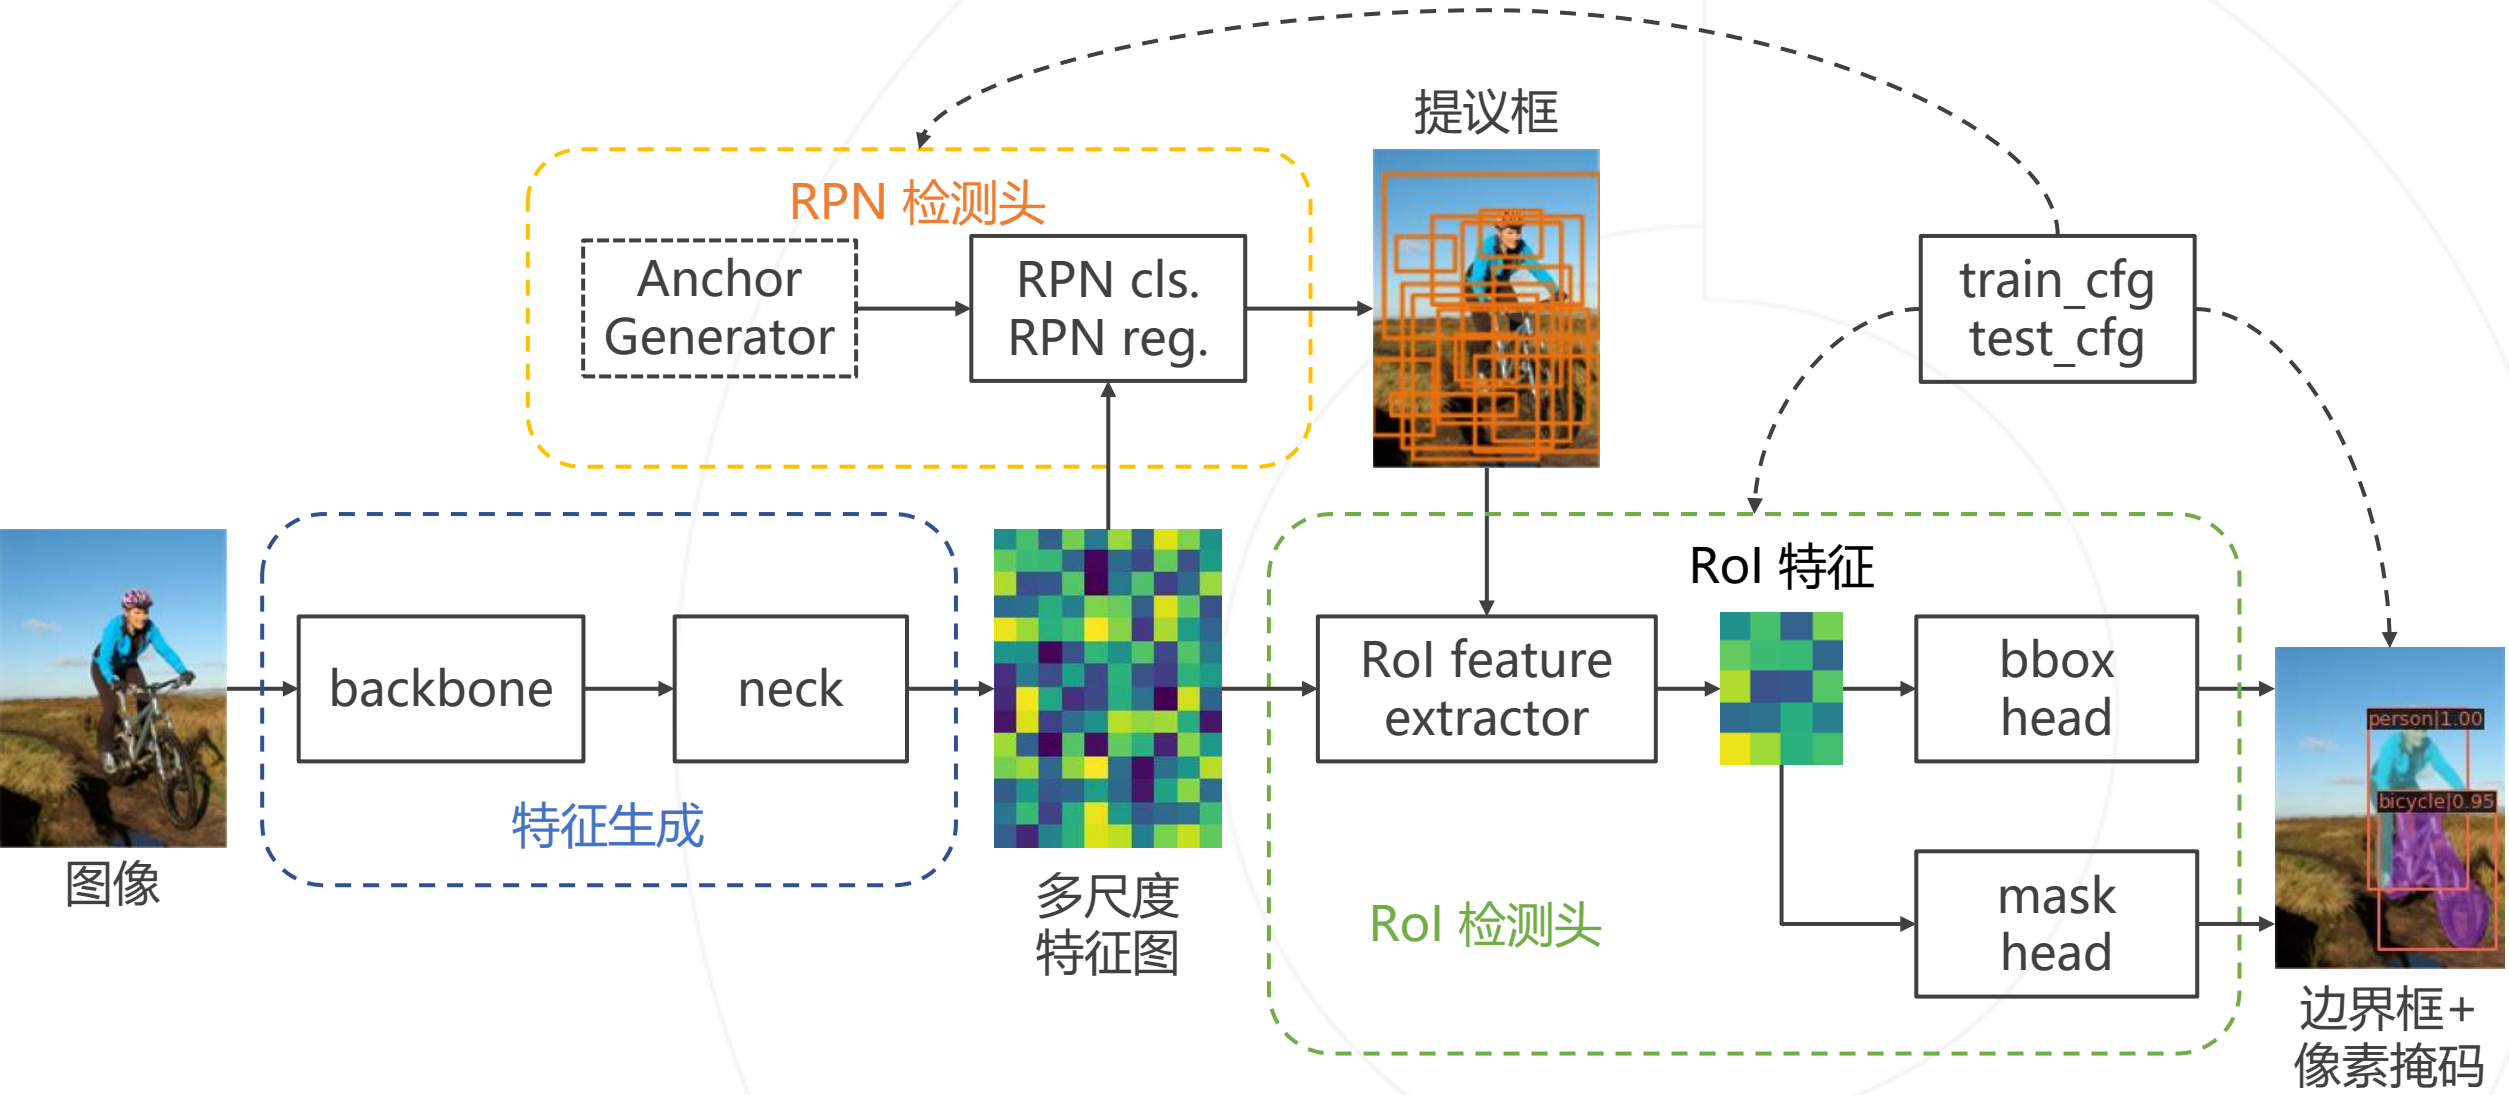 提议框
RPN 检测头
Anchor
Generator
RPN cls.
RPN reg.
train_cfg
test_cfg
RoI 特征
backbone
neck
RoI feature
extractor
bbox
head
person|1.00
bicycle|0.95
特征生成
图像
多尺度
特征图
RoI 检测头
mask
head
边界框+
像素掩码